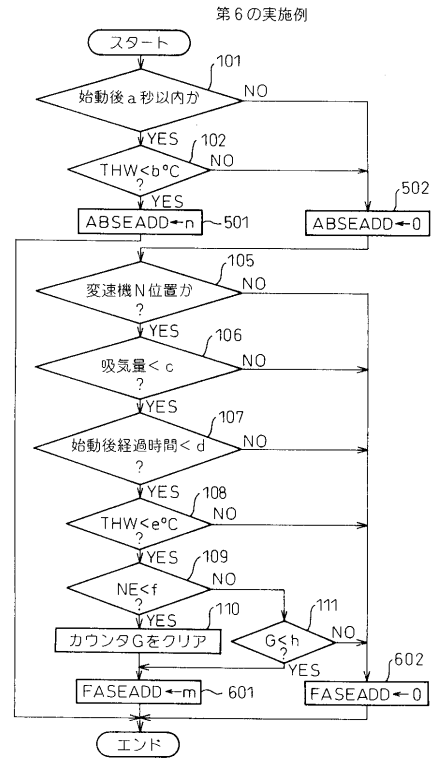 第6の実施例
スタート
101
始動後a秒以内か
NO
YES
102
THW<b°C
?
NO
YES
ABSEADD←n
501
502
ABSEADD←0
105
変速機N位置か
?
NO
YES
106
吸気量<c
?
NO
YES
107
始動後経過時間<d
?
NO
YES
108
THW<e°C
?
NO
YES
109
NE<f
?
NO
YES
110
カウンタGをクリア
111
G<h
?
NO
YES
602
FASEADD←m
601
FASEADD←0
エンド